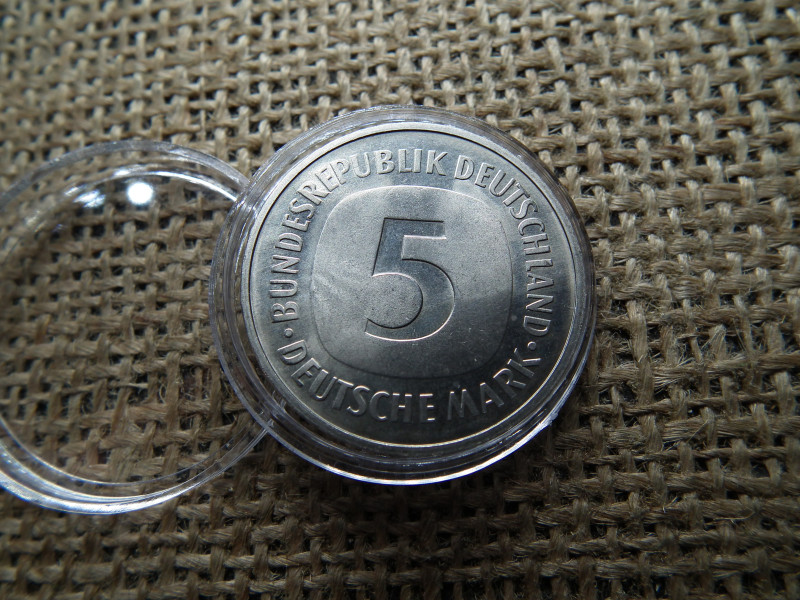 BUNDESREPUBLIK DEUTSCHLAND
5
DEUTSCHE MARK